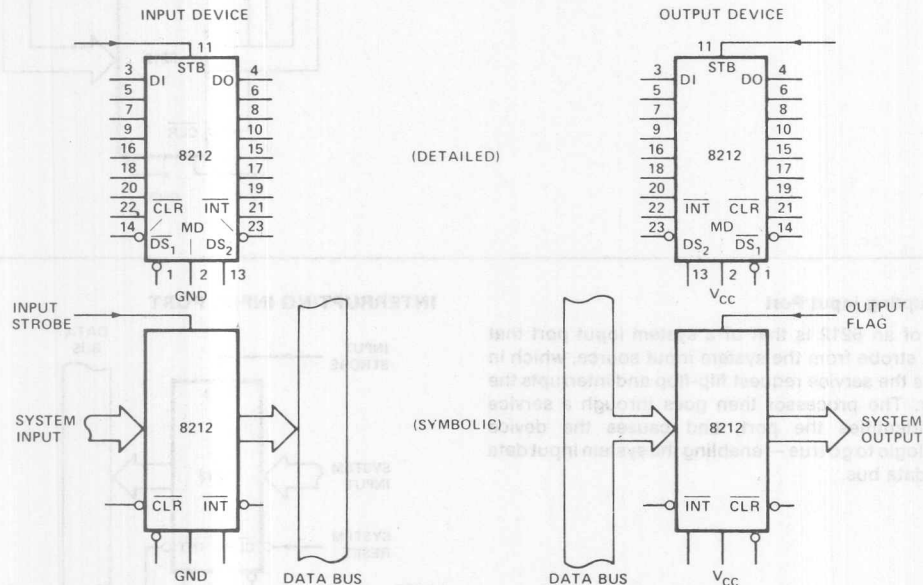 INPUT DEVICE
11
STB
3 DI DO 4
5 6
7 8
9 10
16 15
18 8212 17
20 19
22 CLR INT 21
14 MD 23
DS1 DS2
1 2 13
GND
(DETAILED)
OUTPUT DEVICE
11
STB
3 DI DO 4
5 6
7 8
9 10
16 15
18 8212 17
20 19
22 INT CLR 21
23 MD 14
DS2 DS1
13 2 1
VCC
INPUT
STROBE
SYSTEM
INPUT
8212
CLR INT
GND
DATA BUS
(SYMBOLIC)
OUTPUT
FLAG
8212
SYSTEM
OUTPUT
INT CLR
VCC
DATA BUS